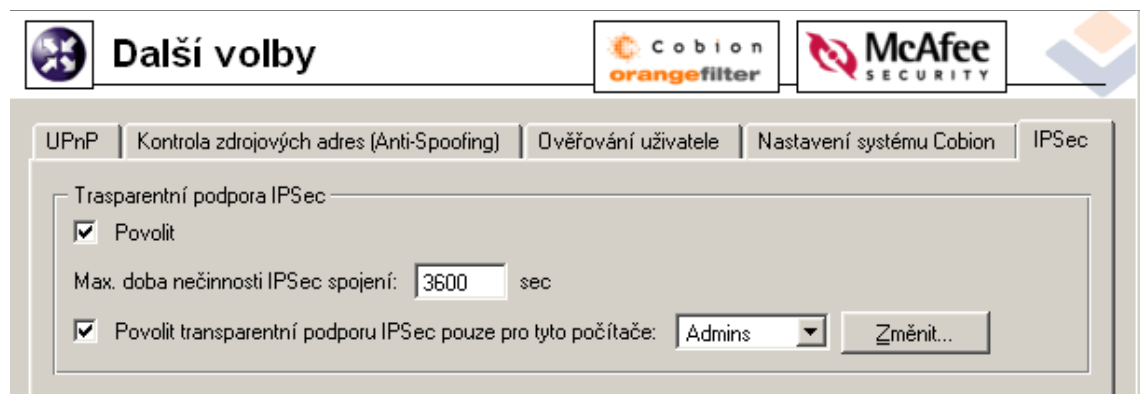 Další volby
Cobion
orangefilter
McAfee
SECURITY
UPnP
Kontrola zdrojových adres (Anti-Spoofing)
Ověřování uživatele
Nastavení systému Cobion
IPSec
Trasparentní podpora IPSec
Povolit
Max. doba nečinnosti IPSec spojení: 3600 sec
Povolit transparentní podporu IPSec pouze pro tyto počítače: Admins Změnit...